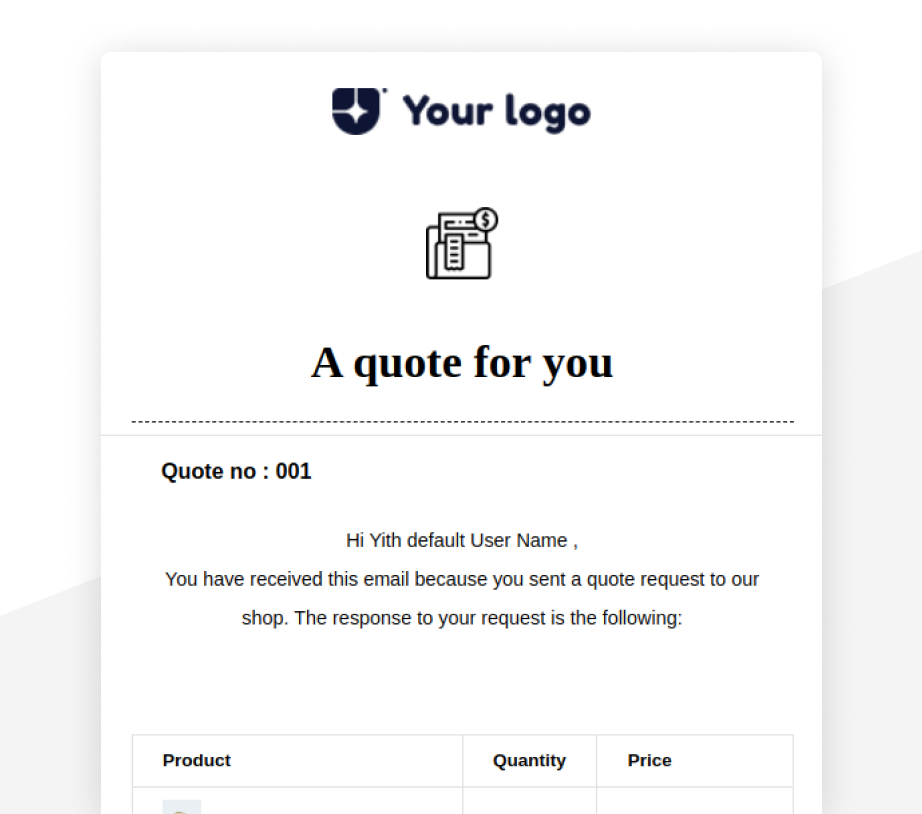 Your logo
$
A quote for you
Quote no : 001
Hi Yith default User Name ,
You have received this email because you sent a quote request to our
shop. The response to your request is the following:
Product Quantity Price